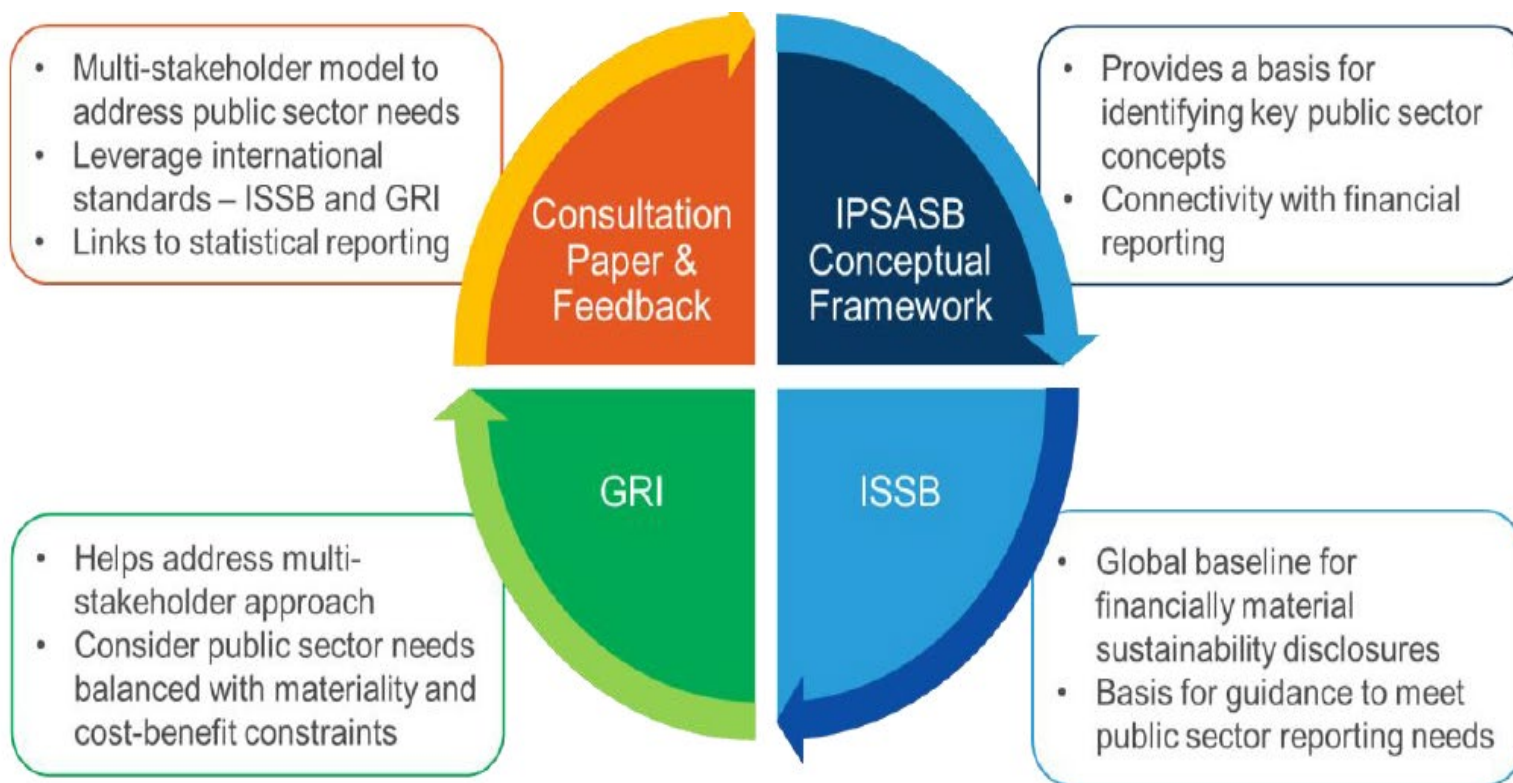 • Multi-stakeholder model to
address public sector needs
• Leverage international
standards – ISSB and GRI
• Links to statistical reporting
Consultation
Paper &
Feedback
IPSASB
Conceptual
Framework
• Provides a basis for
identifying key public sector
concepts
• Connectivity with financial
reporting
GRI
ISSB
• Helps address multi-
stakeholder approach
• Consider public sector needs
balanced with materiality and
cost-benefit constraints
• Global baseline for
financially material
sustainability disclosures
• Basis for guidance to meet
public sector reporting needs